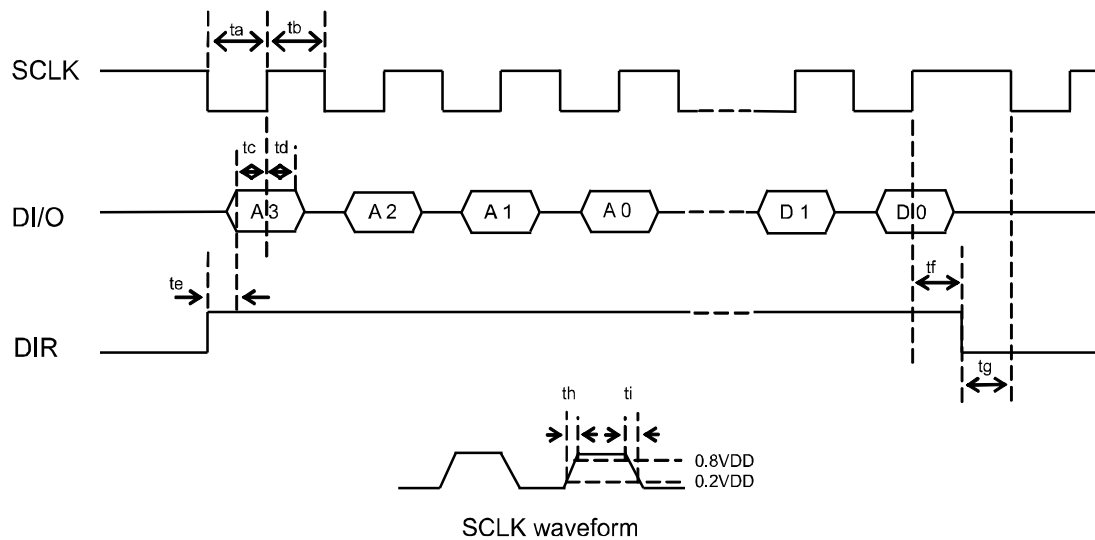 ta tb
SCLK
tc td
DI/O A 3 A 2 A 1 A 0 D 1 D 0
te tf
DIR
tg
th ti
0.8VDD
0.2VDD
SCLK waveform